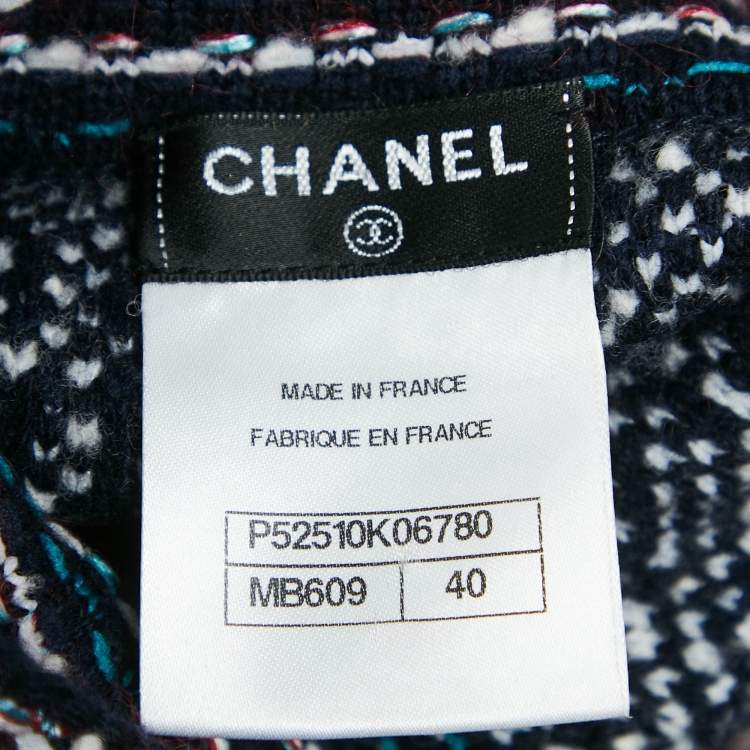 CHANEL
MADE IN FRANCE
FABRIQUE EN FRANCE
P52510K06780
MB609 40